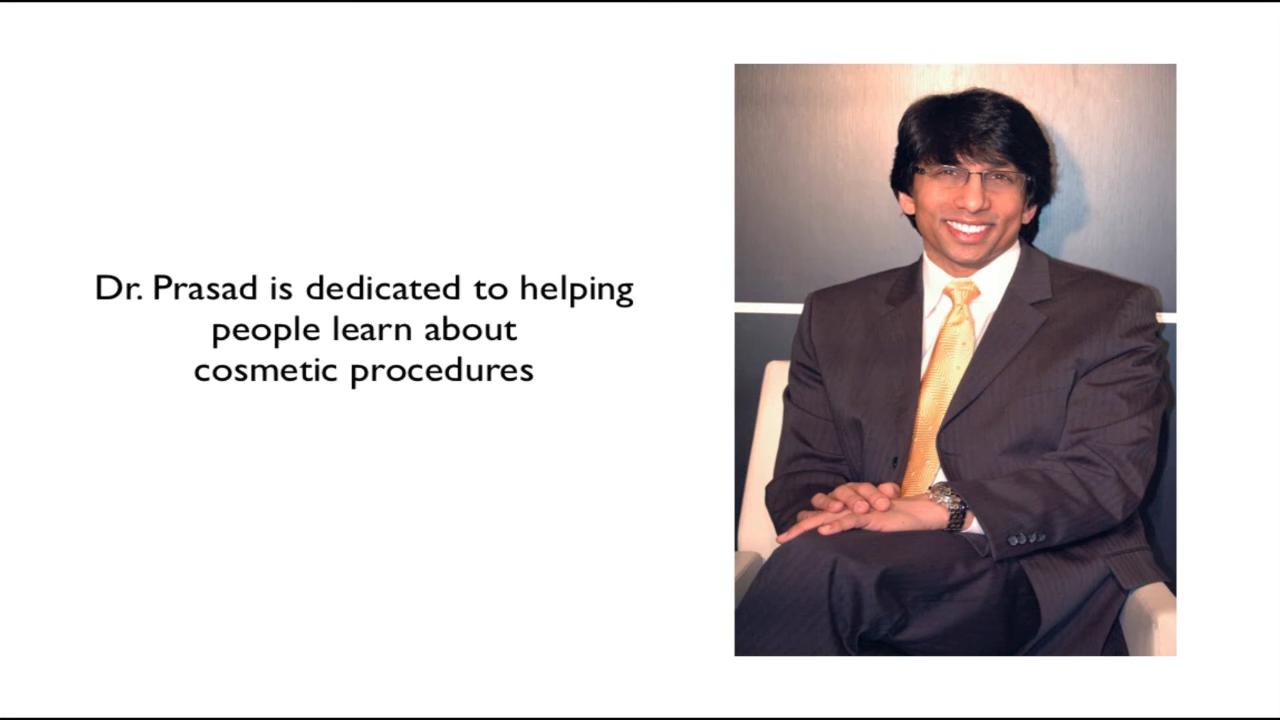 Dr. Prasad is dedicated to helping
people learn about
cosmetic procedures